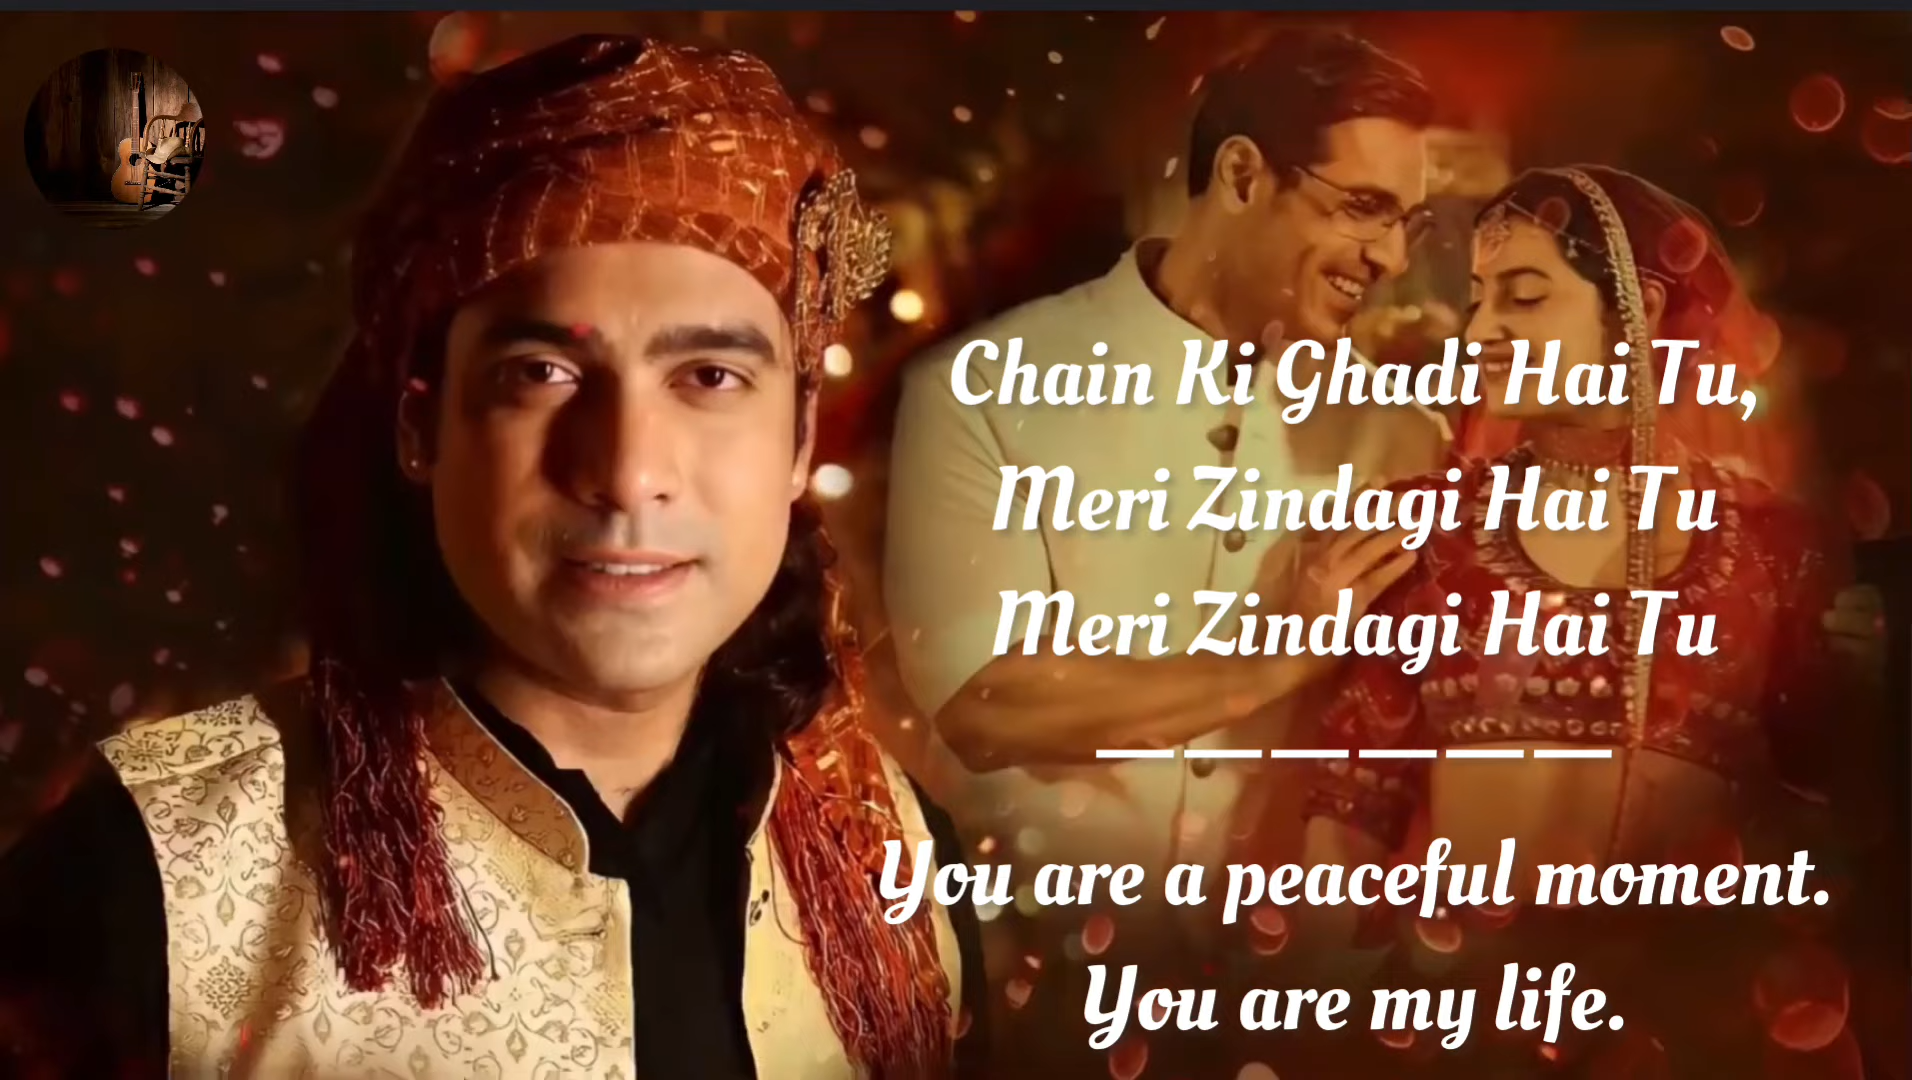 Chain Ki Ghadi Hai Tu,
Meri Zindagi Hai Tu
Meri Zindagi Hai Tu
You are a peaceful moment.
You are my life.